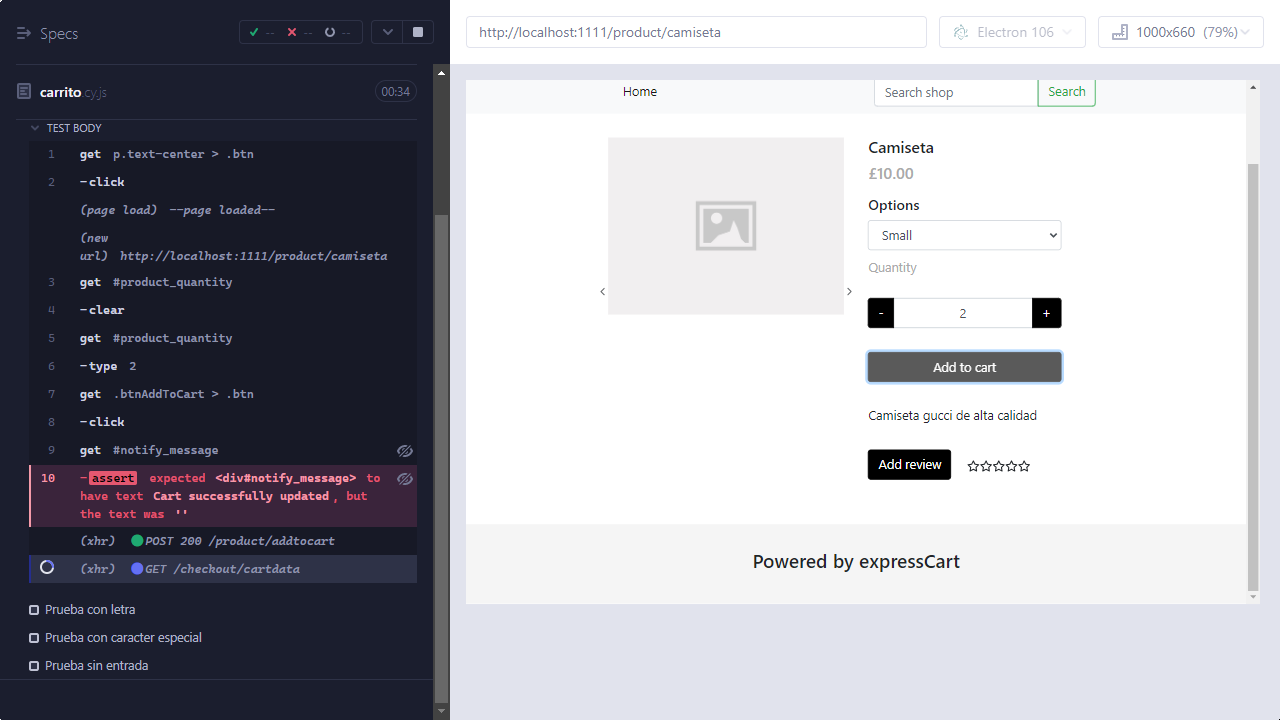 Specs
-- -- --
carrito cy.js
00:34
TEST BODY
1 get p.text-center > .btn
2 -click
(page load) --page loaded--
(new
url) http://localhost:1111/product/camiseta
3 get #product_quantity
4 -clear
5 get #product_quantity
6 -type 2
7 get .btnAddToCart > .btn
8 -click
9 get #notify_message
10 -assert expected <div#notify_message> to
have text Cart successfully updated, but
the text was ''
(xhr) POST 200 /product/addtocart
(xhr) GET /checkout/cartdata
Prueba con letra
Prueba con caracter especial
Prueba sin entrada
http://localhost:1111/product/camiseta
Electron 106
1000x660 (79%)
Home
Search shop
Search
Camiseta
£10.00
Options
Small
Quantity
- 2 +
Add to cart
Camiseta gucci de alta calidad
Add review
Powered by expressCart